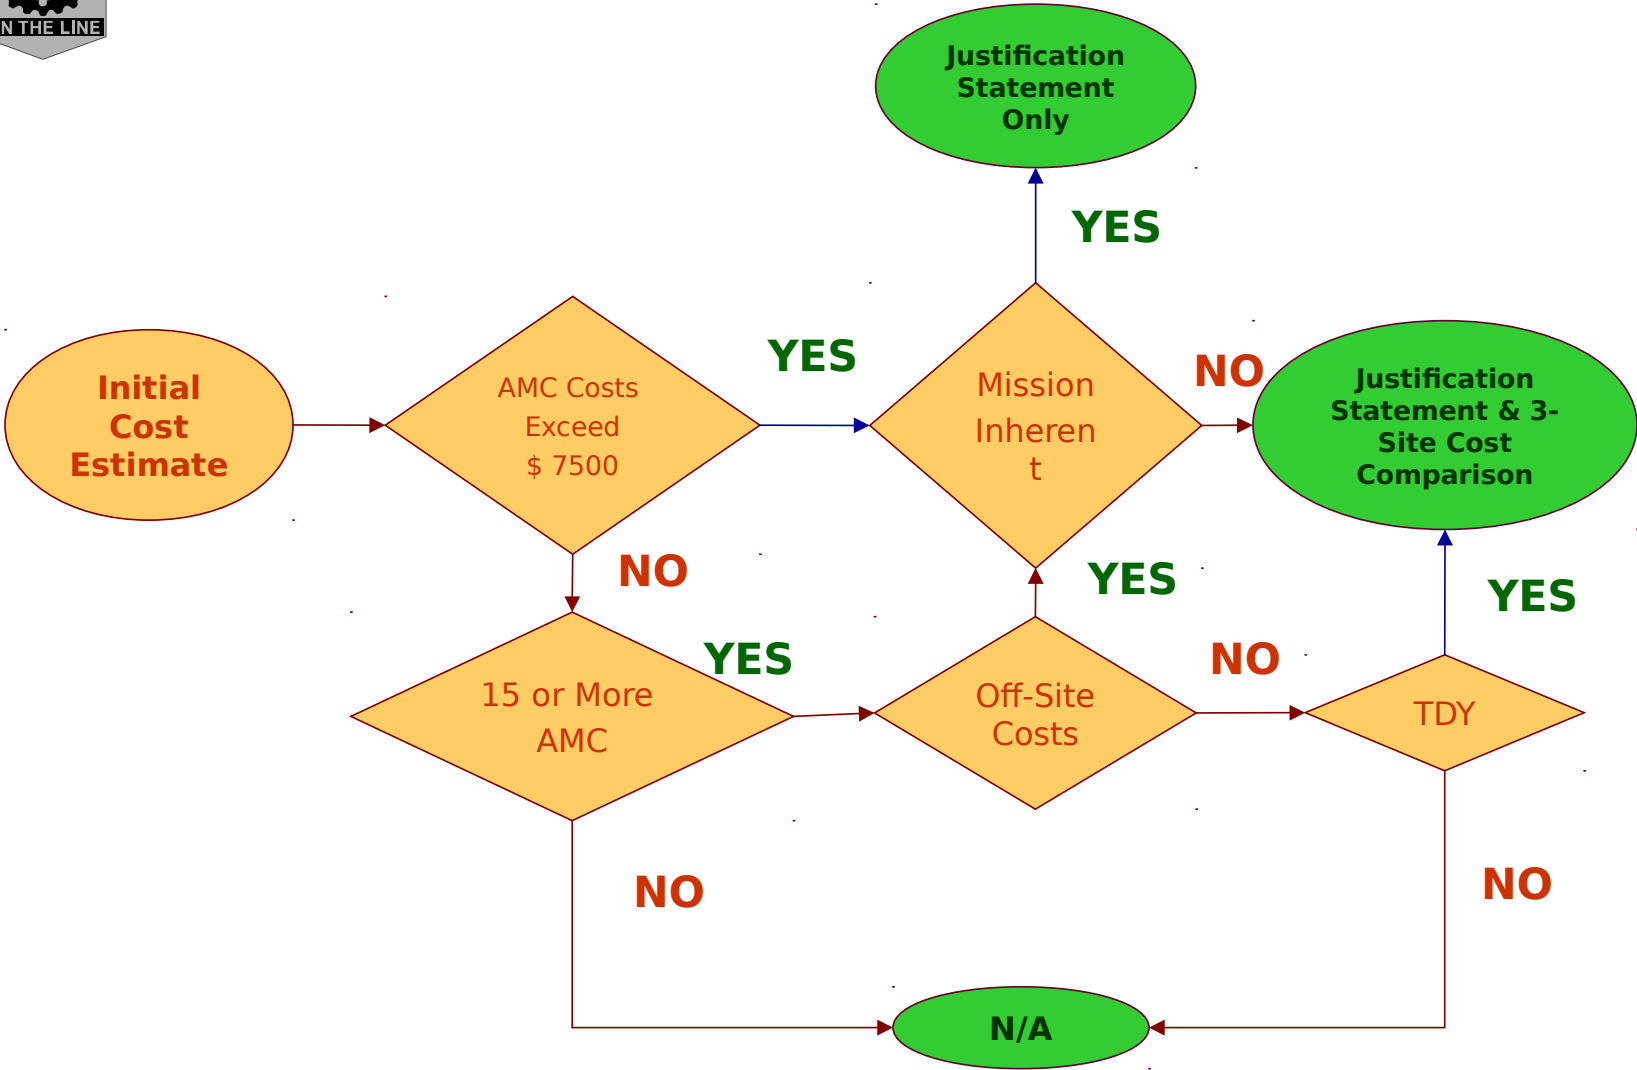 N THE LINE
Justification
Statement
Only
YES
Initial
Cost
Estimate
AMC Costs
Exceed
$ 7500
YES
Mission
Inheren
t
NO
Justification
Statement & 3-
Site Cost
Comparison
NO
YES
YES
15 or More
AMC
YES
Off-Site
Costs
NO
TDY
NO
NO
N/A